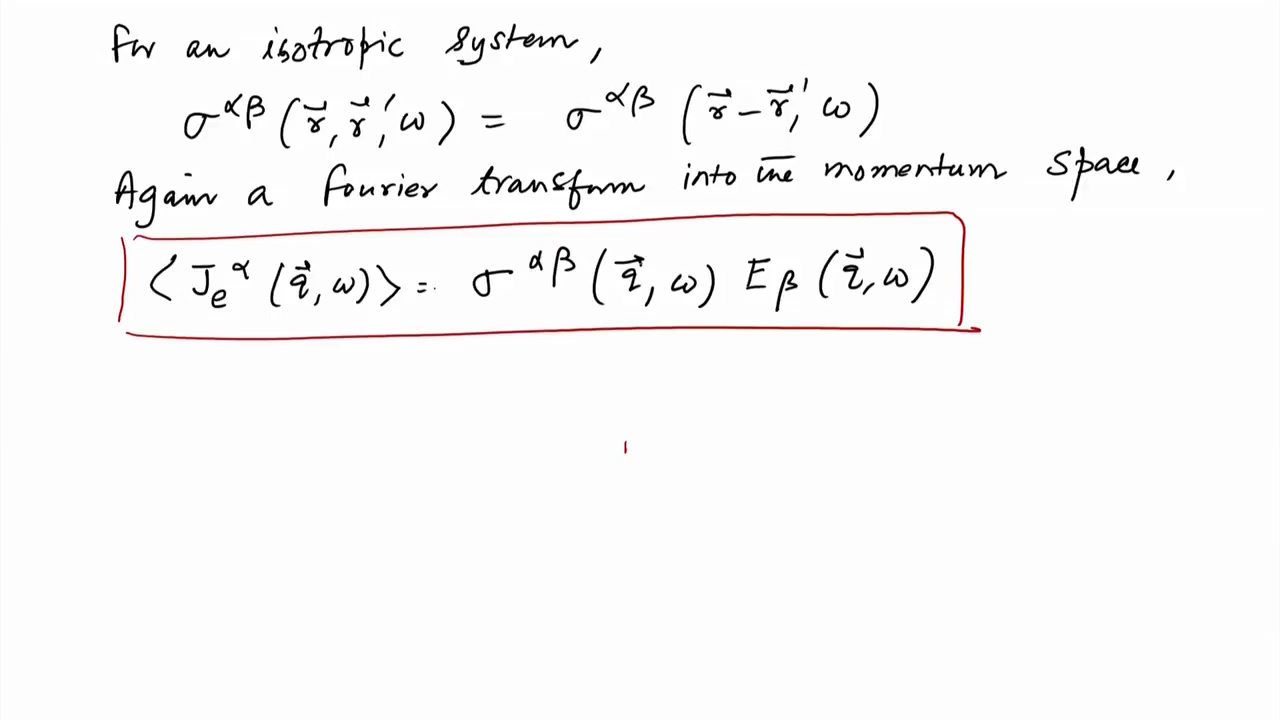 For an isotropic system,
σ^{αβ} (r⃗, r⃗', ω) = σ^{αβ} (r⃗ - r⃗', ω)
Again a fourier transform into the momentum space,
⟨ J_e^α (q⃗, ω) ⟩ = σ^{αβ} (q⃗, ω) E_β (q⃗, ω)